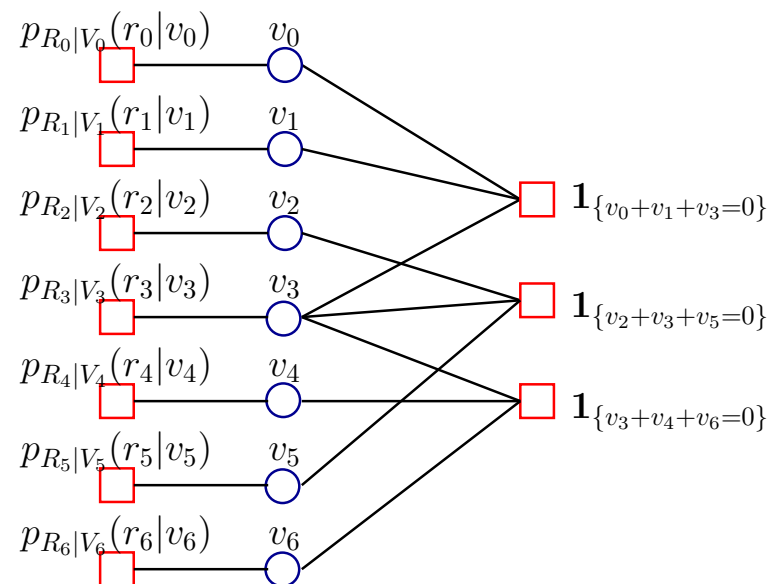 p_{R_0|V_0}(r_0|v_0) v_0
p_{R_1|V_1}(r_1|v_1) v_1
𝟏_{\{v_0+v_1+v_3=0\}}
p_{R_2|V_2}(r_2|v_2) v_2
p_{R_3|V_3}(r_3|v_3) v_3
𝟏_{\{v_2+v_3+v_5=0\}}
p_{R_4|V_4}(r_4|v_4) v_4
𝟏_{\{v_3+v_4+v_6=0\}}
p_{R_5|V_5}(r_5|v_5) v_5
p_{R_6|V_6}(r_6|v_6) v_6